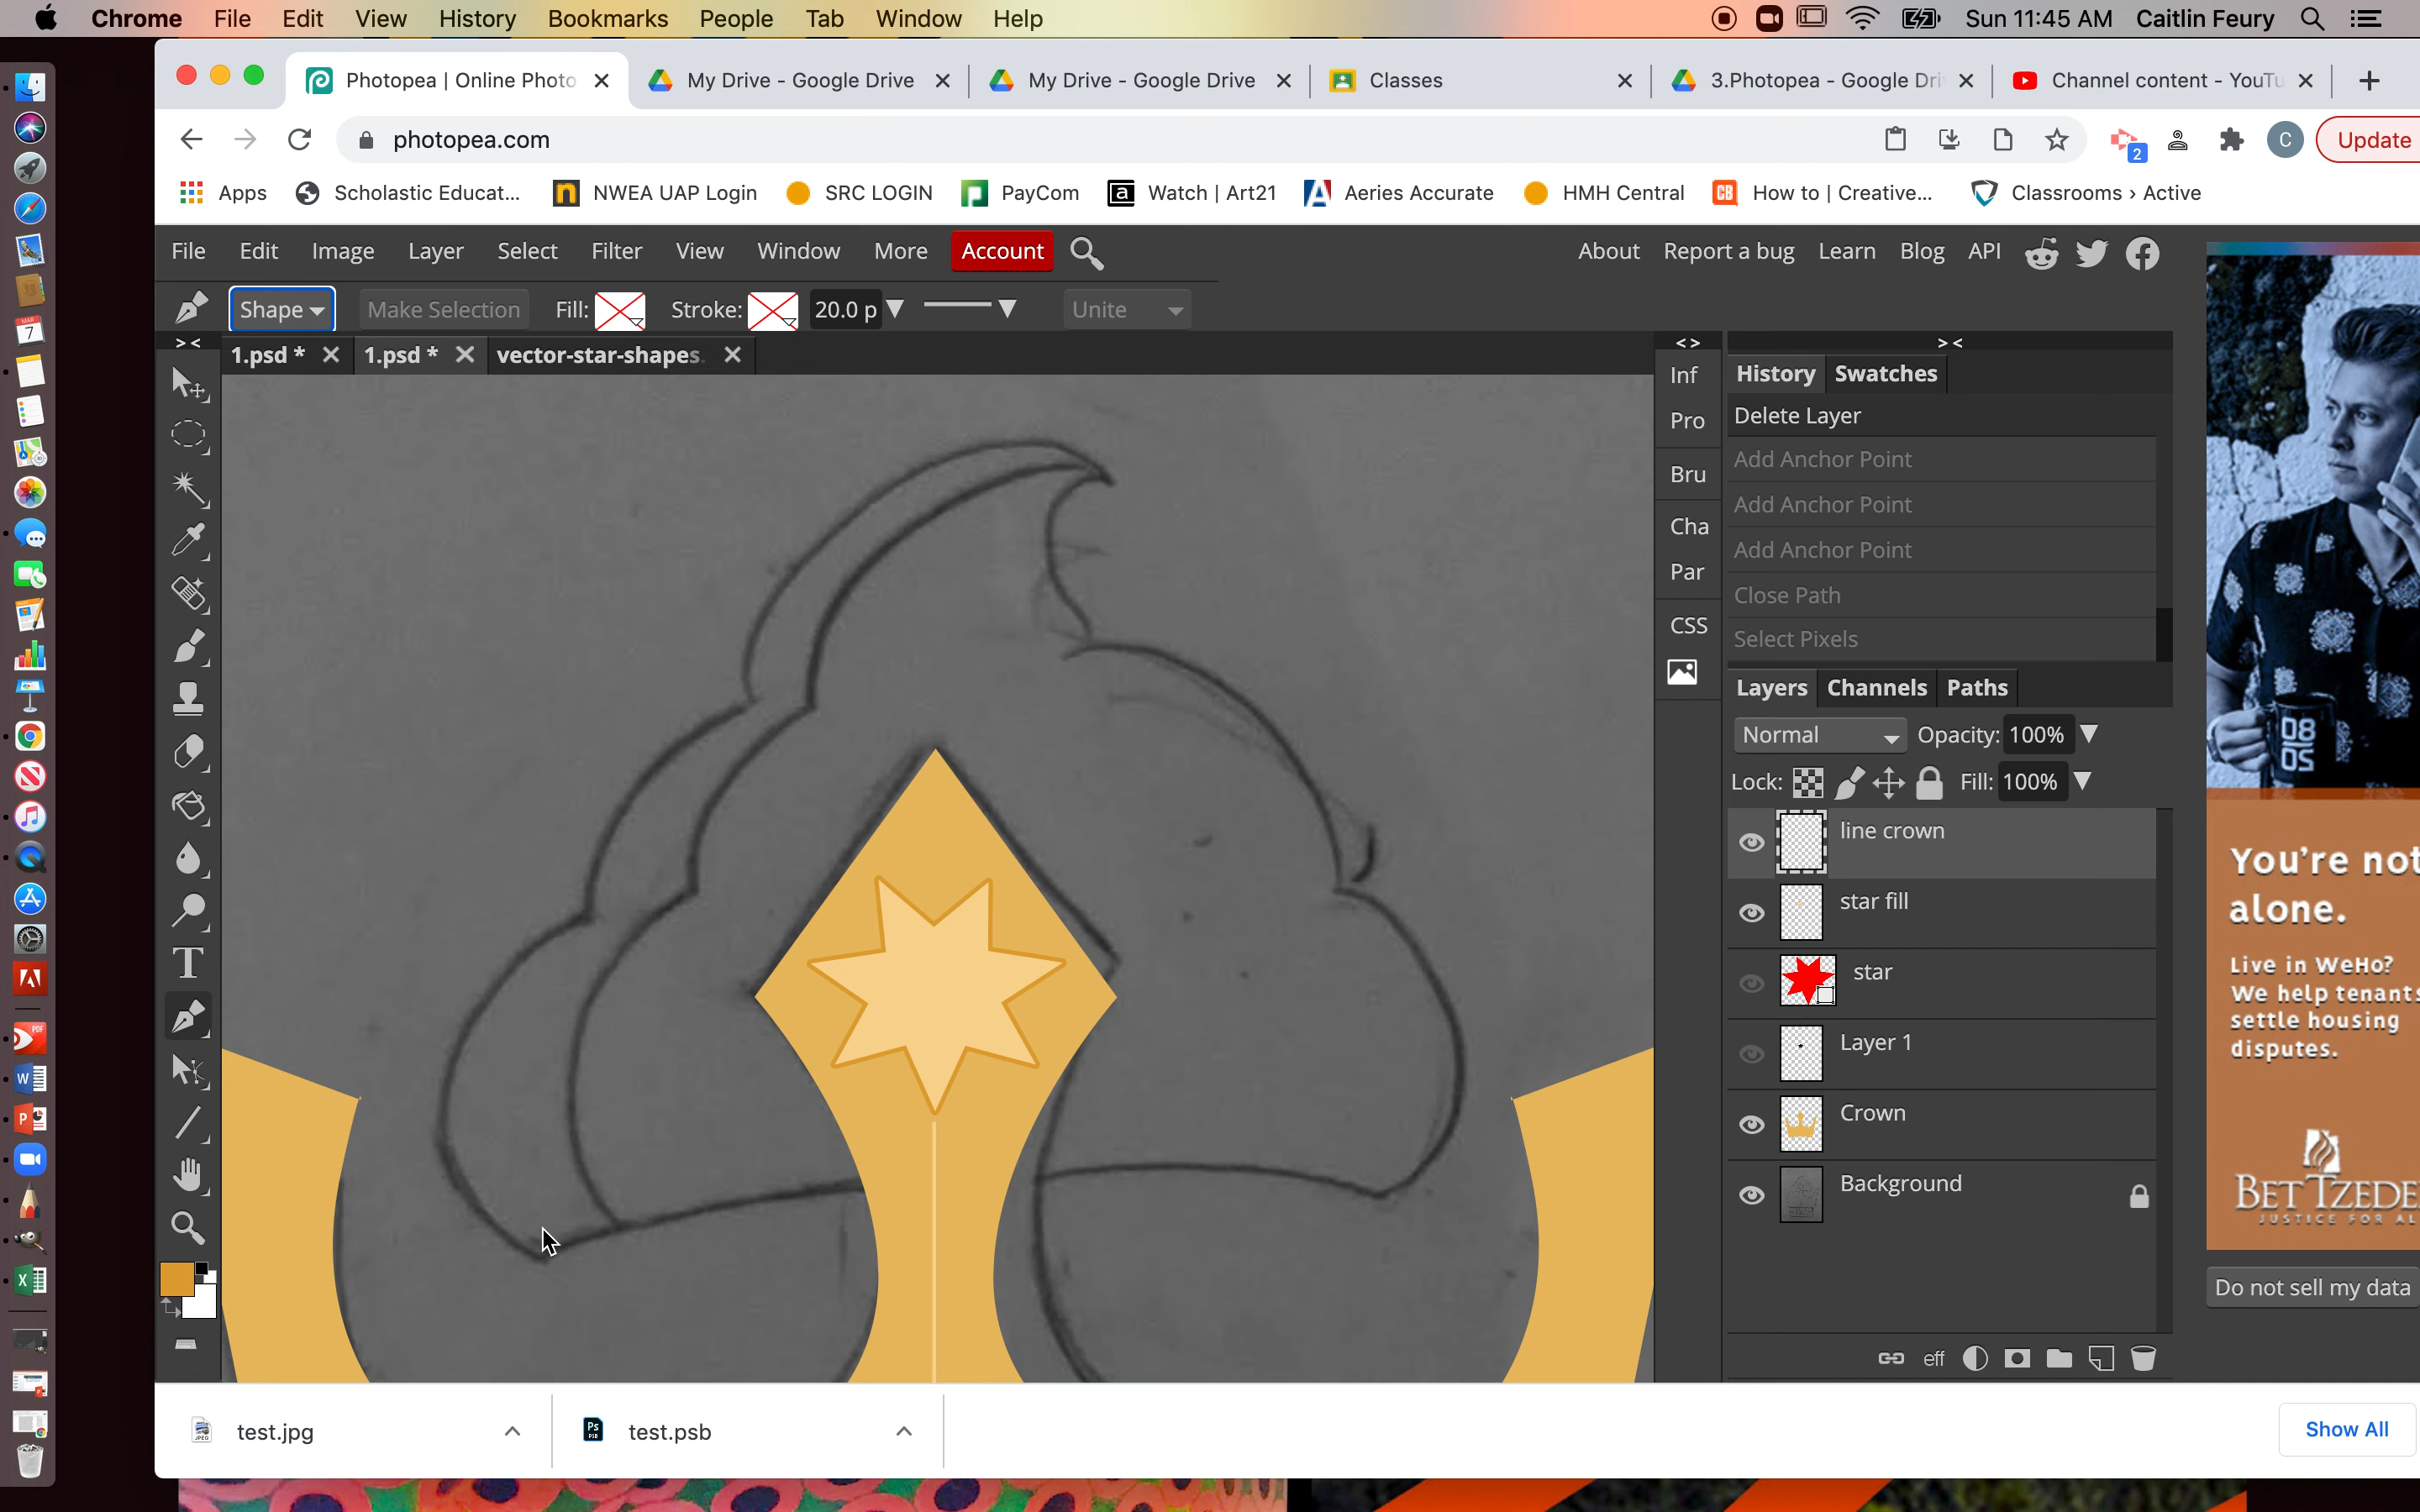 Chrome File Edit View History Bookmarks People Tab Window Help Sun 11:45 AM Caitlin Feury
Photopea | Online Photo My Drive - Google Drive My Drive - Google Drive Classes 3.Photopea - Google Dri Channel content - YouTu
photopea.com 2 C Update
Apps Scholastic Educat... NWEA UAP Login SRC LOGIN PayCom Watch | Art21 Aeries Accurate HMH Central How to | Creative... Classrooms › Active
File Edit Image Layer Select Filter View Window More Account About Report a bug Learn Blog API
Shape Make Selection Fill: Stroke: 20.0 p Unite
> < 1.psd * 1.psd * vector-star-shapes. < > > <
Inf
Pro
Bru
Cha
Par
CSS
History Swatches
Delete Layer
Add Anchor Point
Add Anchor Point
Add Anchor Point
Close Path
Select Pixels
Layers Channels Paths
Normal Opacity: 100%
Lock: Fill: 100%
line crown
star fill
star
Layer 1
Crown
Background
eff
08
05
You're not
alone.
Live in WeHo?
We help tenants
settle housing
disputes.
BET TZEDE
JUSTICE FOR AL
Do not sell my data
test.jpg test.psb Show All